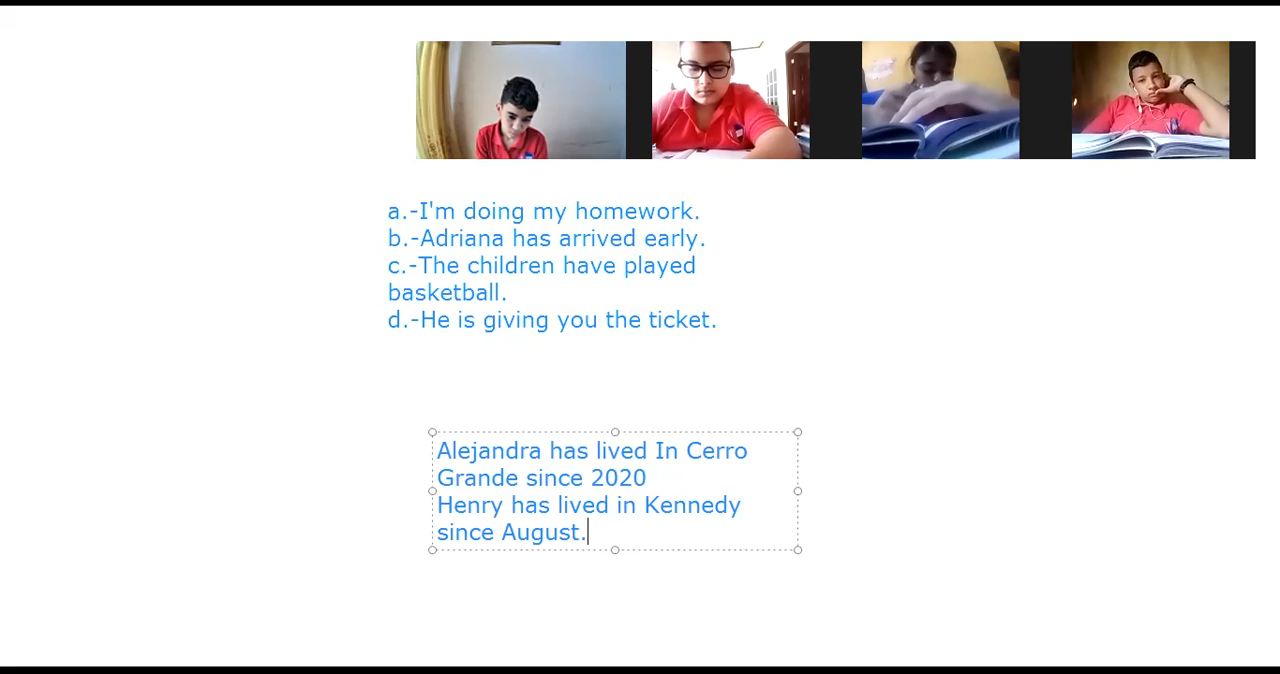 a.-I'm doing my homework.
b.-Adriana has arrived early.
c.-The children have played
basketball.
d.-He is giving you the ticket.
Alejandra has lived In Cerro
Grande since 2020
Henry has lived in Kennedy
since August.